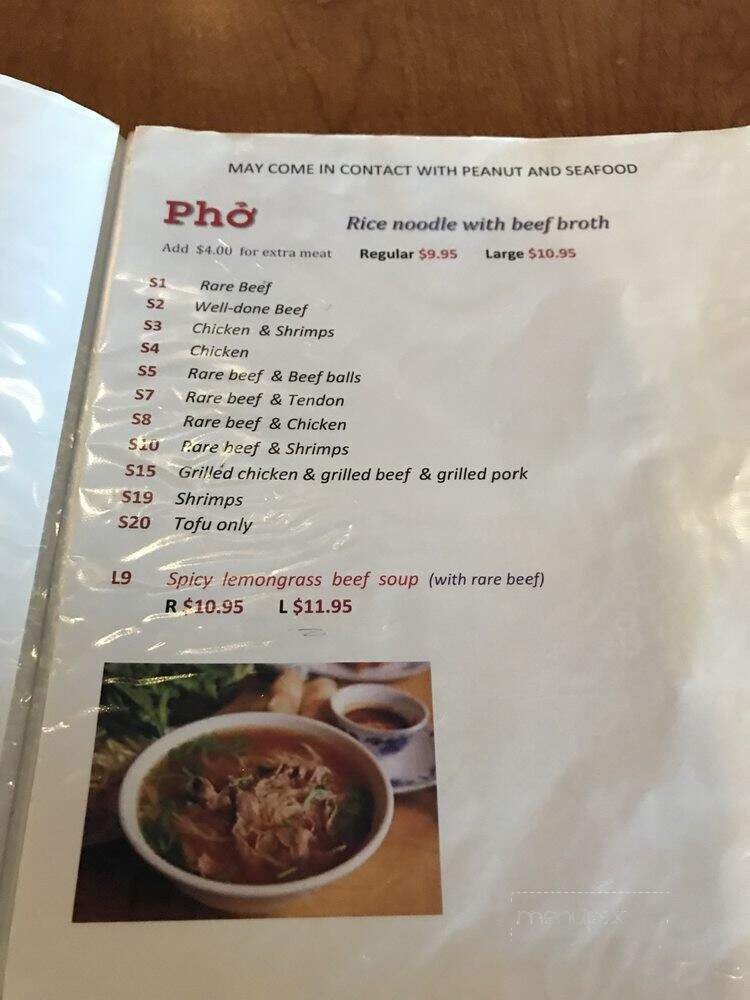 MAY COME IN CONTACT WITH PEANUT AND SEAFOOD
Phở Rice noodle with beef broth
Add $4.00 for extra meat Regular $9.95 Large $10.95
S1 Rare Beef
S2 Well-done Beef
S3 Chicken & Shrimps
S4 Chicken
S5 Rare beef & Beef balls
S7 Rare beef & Tendon
S8 Rare beef & Chicken
S10 Rare beef & Shrimps
S15 Grilled chicken & grilled beef & grilled pork
S19 Shrimps
S20 Tofu only
L9 Spicy lemongrass beef soup (with rare beef)
R $10.95 L $11.95